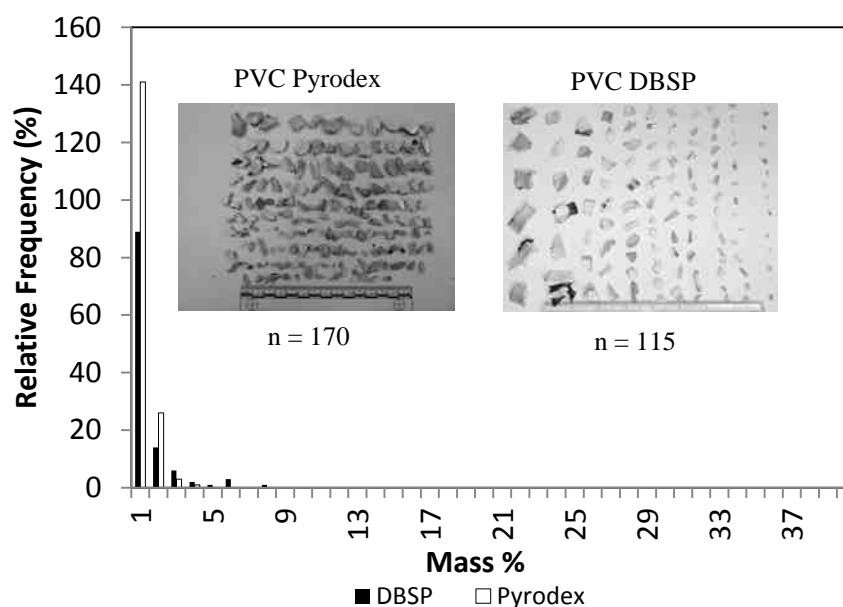 160
140
120
100
80
60
40
20
0
Relative Frequency (%)
PVC Pyrodex
PVC DBSP
n = 170
n = 115
1
5
9
13
17
21
25
29
33
37
Mass %
DBSP
Pyrodex